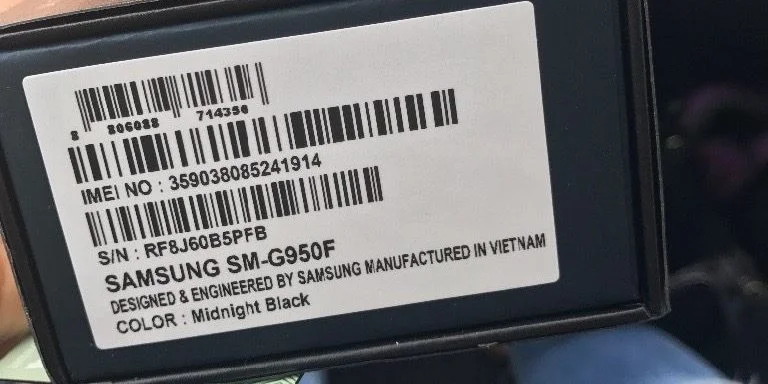 8 806088 714356
IMEI NO : 359038085241914
S/N : RF8J60B5PFB
SAMSUNG SM-G950F
DESIGNED & ENGINEERED BY SAMSUNG MANUFACTURED IN VIETNAM
COLOR : Midnight Black